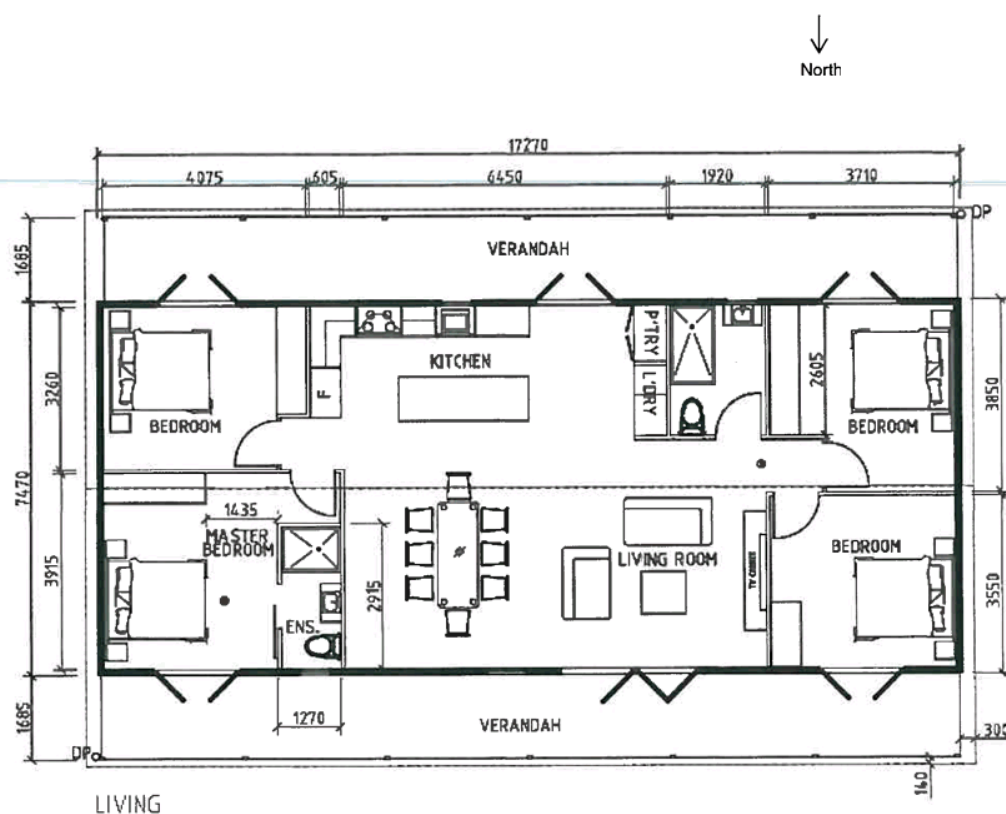 North
17270
4075
605
6450
1920
3710
DP
1685
VERANDAH
KITCHEN
P'TRY
L'DRY
F
2605
3260
3850
BEDROOM
BEDROOM
7470
1435
MASTER
BEDROOM
LIVING ROOM
BEDROOM
3915
2915
3550
ENS.
1270
VERANDAH
1685
DP
300
140
LIVING